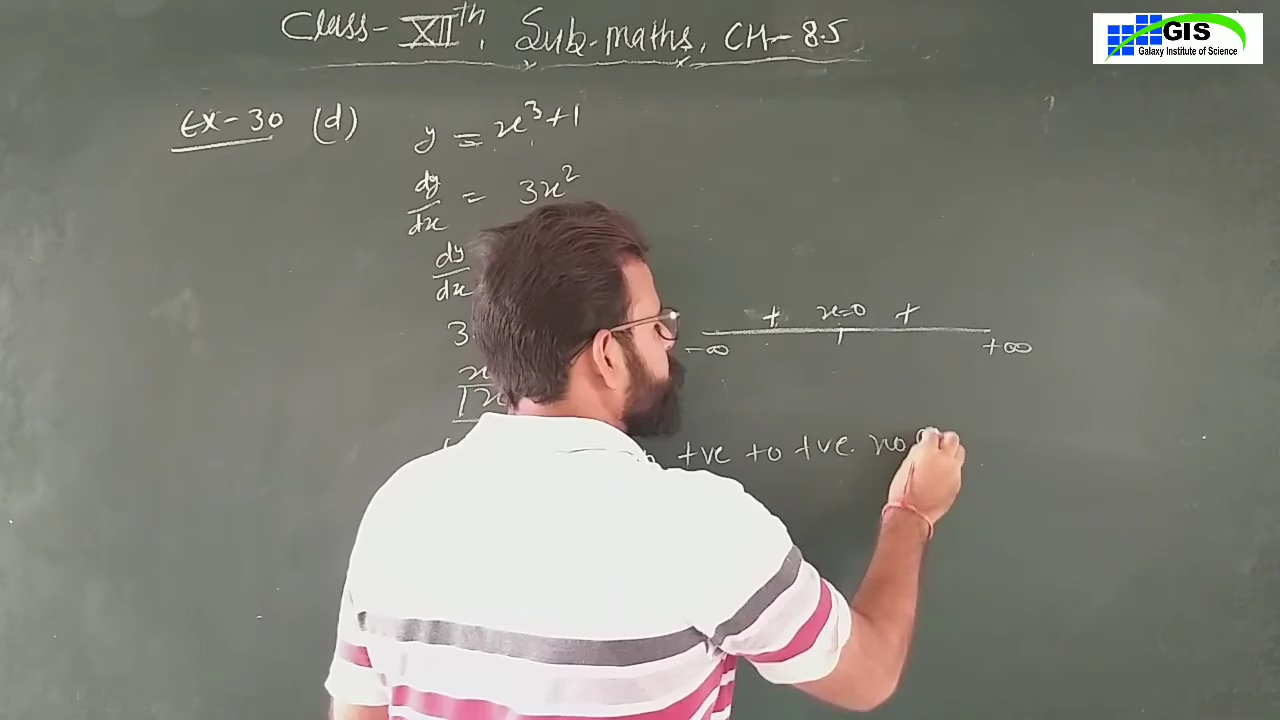 Class-XIIth, Sub-maths, CH-8.5
GIS
Galaxy Institute of Science
Ex-30 (d) y = x³+1
dy/dx = 3x²
dy/dx
3
+ x=0 +
-∞ +∞
x
x
+ve to +ve no